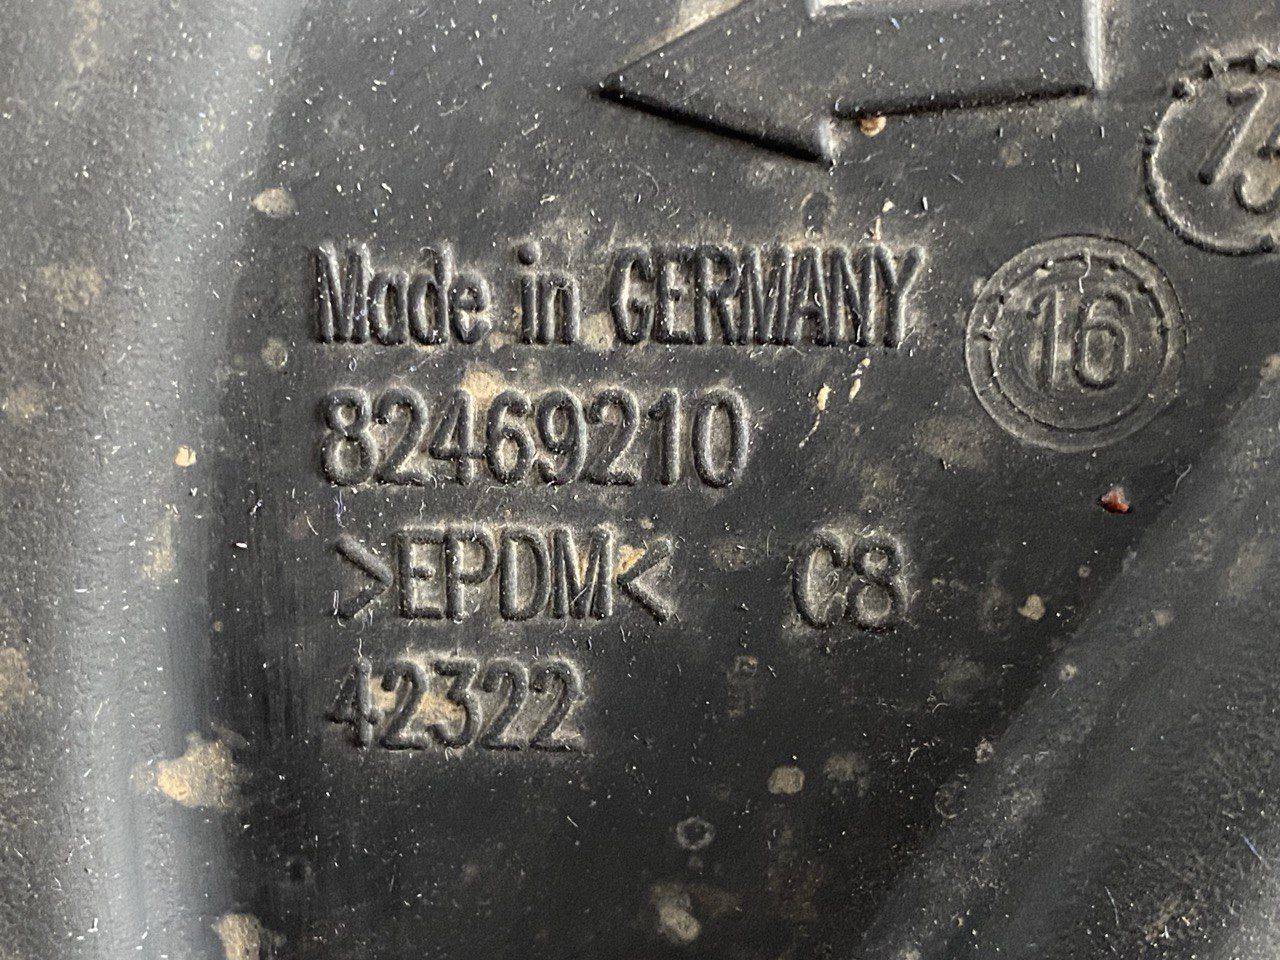 Made in GERMANY
16
82469210
>EPDM< C8
42322